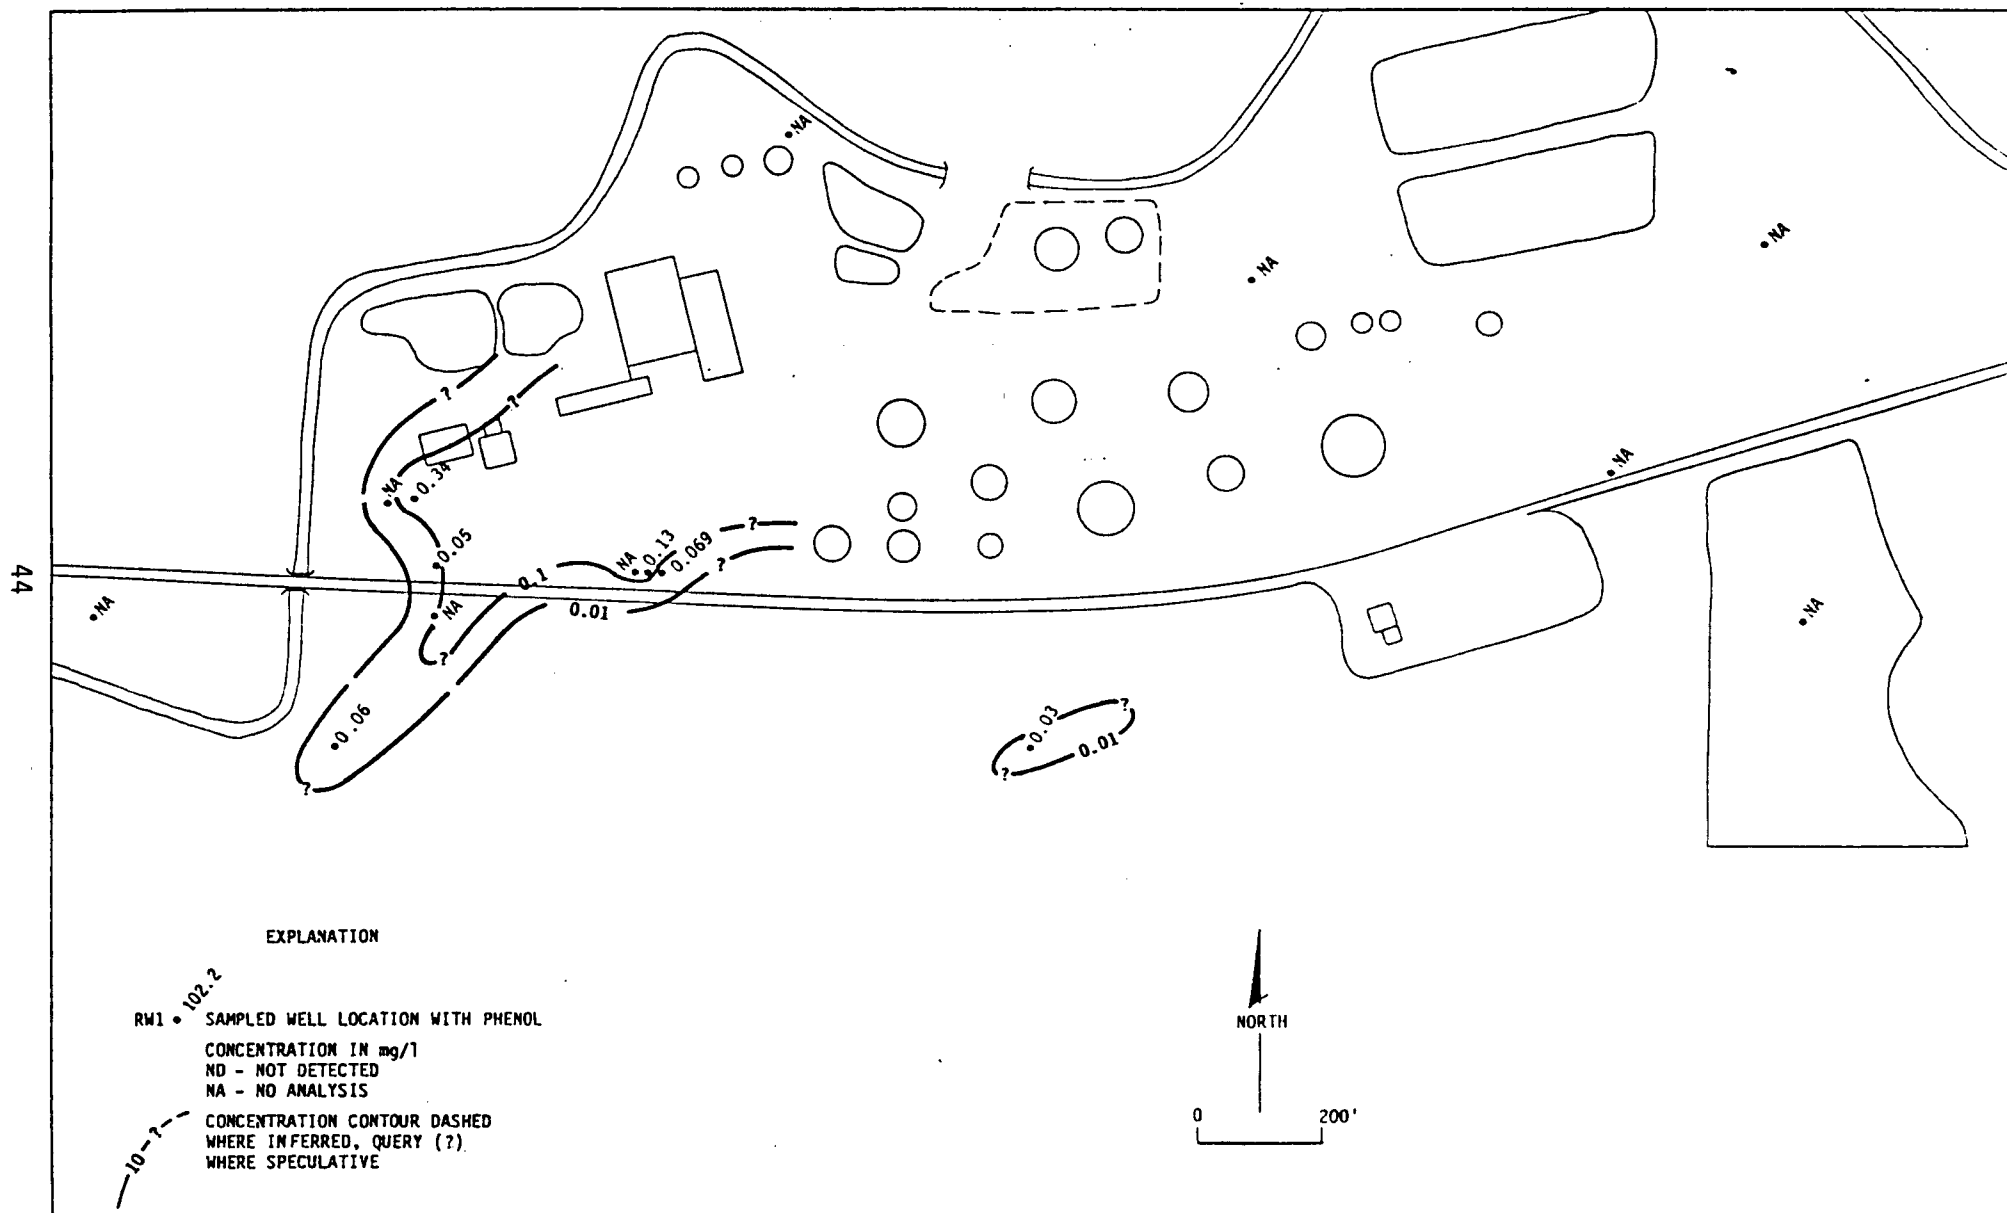 NA
NA
NA
?
?
NA
0.34
NA
0.05
NA
0.13
0.069
?
?
0.1
0.01
NA
NA
NA
?
0.06
?
0.03
?
0.01
?
44
EXPLANATION
RW1 102.2
SAMPLED WELL LOCATION WITH PHENOL
CONCENTRATION IN mg/l
ND - NOT DETECTED
NA - NO ANALYSIS
10-?--
CONCENTRATION CONTOUR DASHED
WHERE INFERRED, QUERY (?)
WHERE SPECULATIVE
NORTH
0 200'